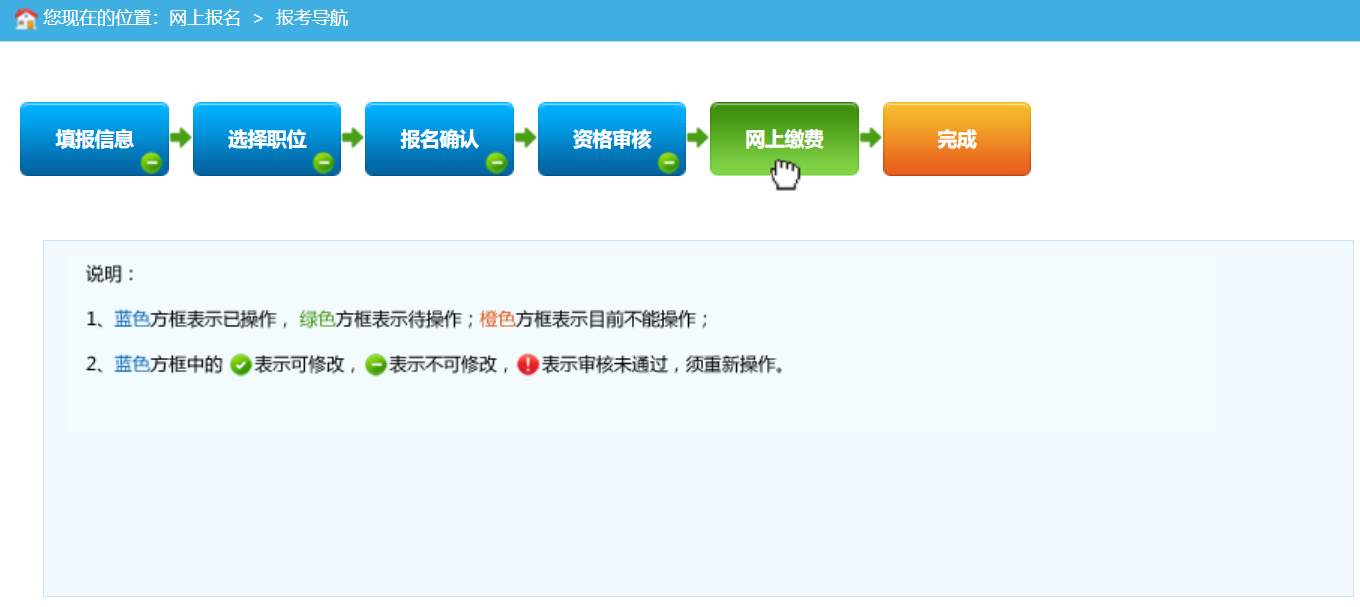 您现在的位置：网上报名 > 报考导航
填报信息 选择职位 报名确认 资格审核 网上缴费 完成
说明：
1、蓝色方框表示已操作，绿色方框表示待操作；橙色方框表示目前不能操作；
2、蓝色方框中的 表示可修改，表示不可修改，表示审核未通过，须重新操作。